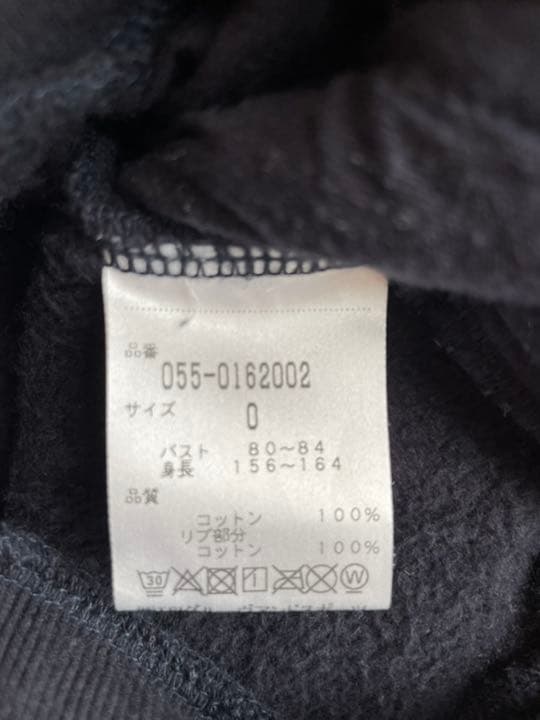 品番
055-0162002
サイズ 0
バスト 80~84
身長 156~164
品質
コットン 100%
リブ部分
コットン 100%
30 W